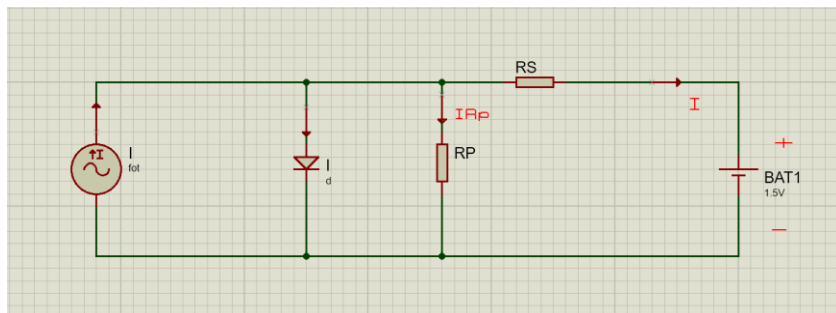 RS
I
IRp
I
fot
↑I
I
d
RP
+
BAT1
1.5V
−